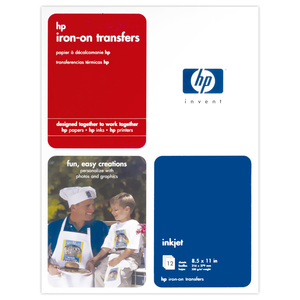 hp
iron-on transfers
papier à décalcomanie hp
transferencias térmicas hp
hp
invent
designed together to work together
hp papers • hp inks • hp printers
fun, easy creations
personalize with
photos and graphics
12
8.5 x 11 in
inkjet
hp iron-on transfers